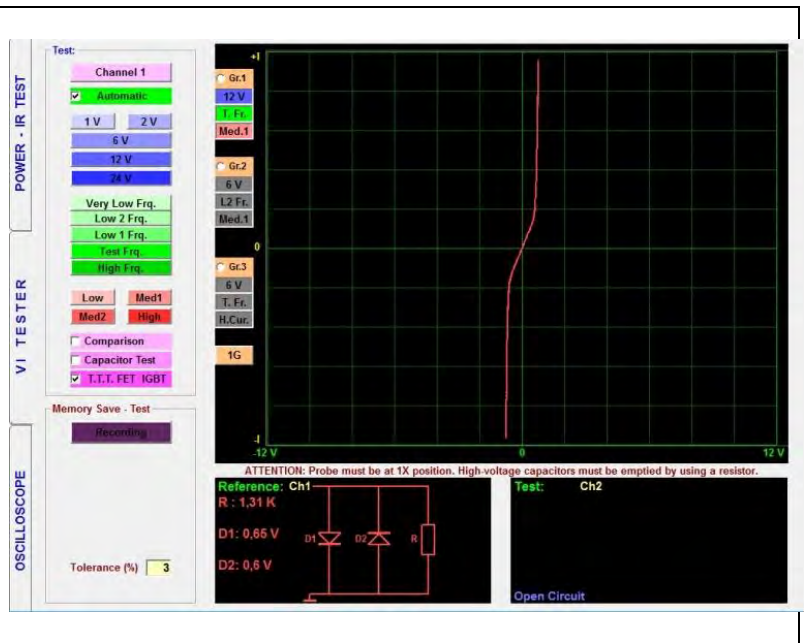 POWER - IR TEST
VI TESTER
OSCILLOSCOPE
Test:
Channel 1
Automatic
1 V
2 V
6 V
12 V
24 V
Very Low Frq.
Low 2 Frq.
Low 1 Frq.
Test Frq.
High Frq.
Low
Med1
Med2
High
Comparison
Capacitor Test
T.T.T. FET IGBT
Memory Save - Test
Recording
Tolerance (%)
3
Gr.1
12 V
T. Fr.
Med.1
Gr.2
6 V
L2 Fr.
Med.1
Gr.3
6 V
T. Fr.
H.Cur.
1G
+I
0
-I
-12 V
0
12 V
ATTENTION: Probe must be at 1X position. High-voltage capacitors must be emptied by using a resistor.
Reference: Ch1
R : 1,31 K
D1: 0,65 V
D2: 0,6 V
D1
D2
R
Test: Ch2
Open Circuit